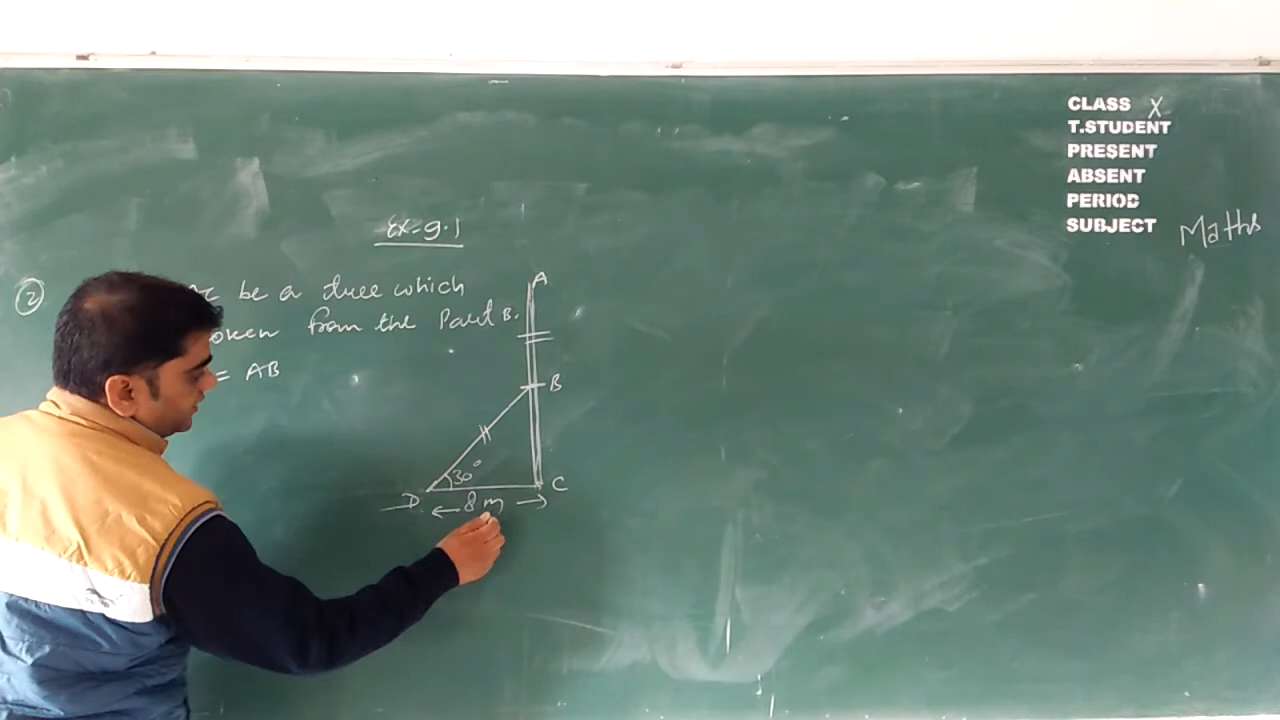 CLASS X
T.STUDENT
PRESENT
ABSENT
PERIOD
SUBJECT Maths
Ex-9.1
2
be a tree which
oken from the Part B.
= AB
A
B
30°
D
C
8 m